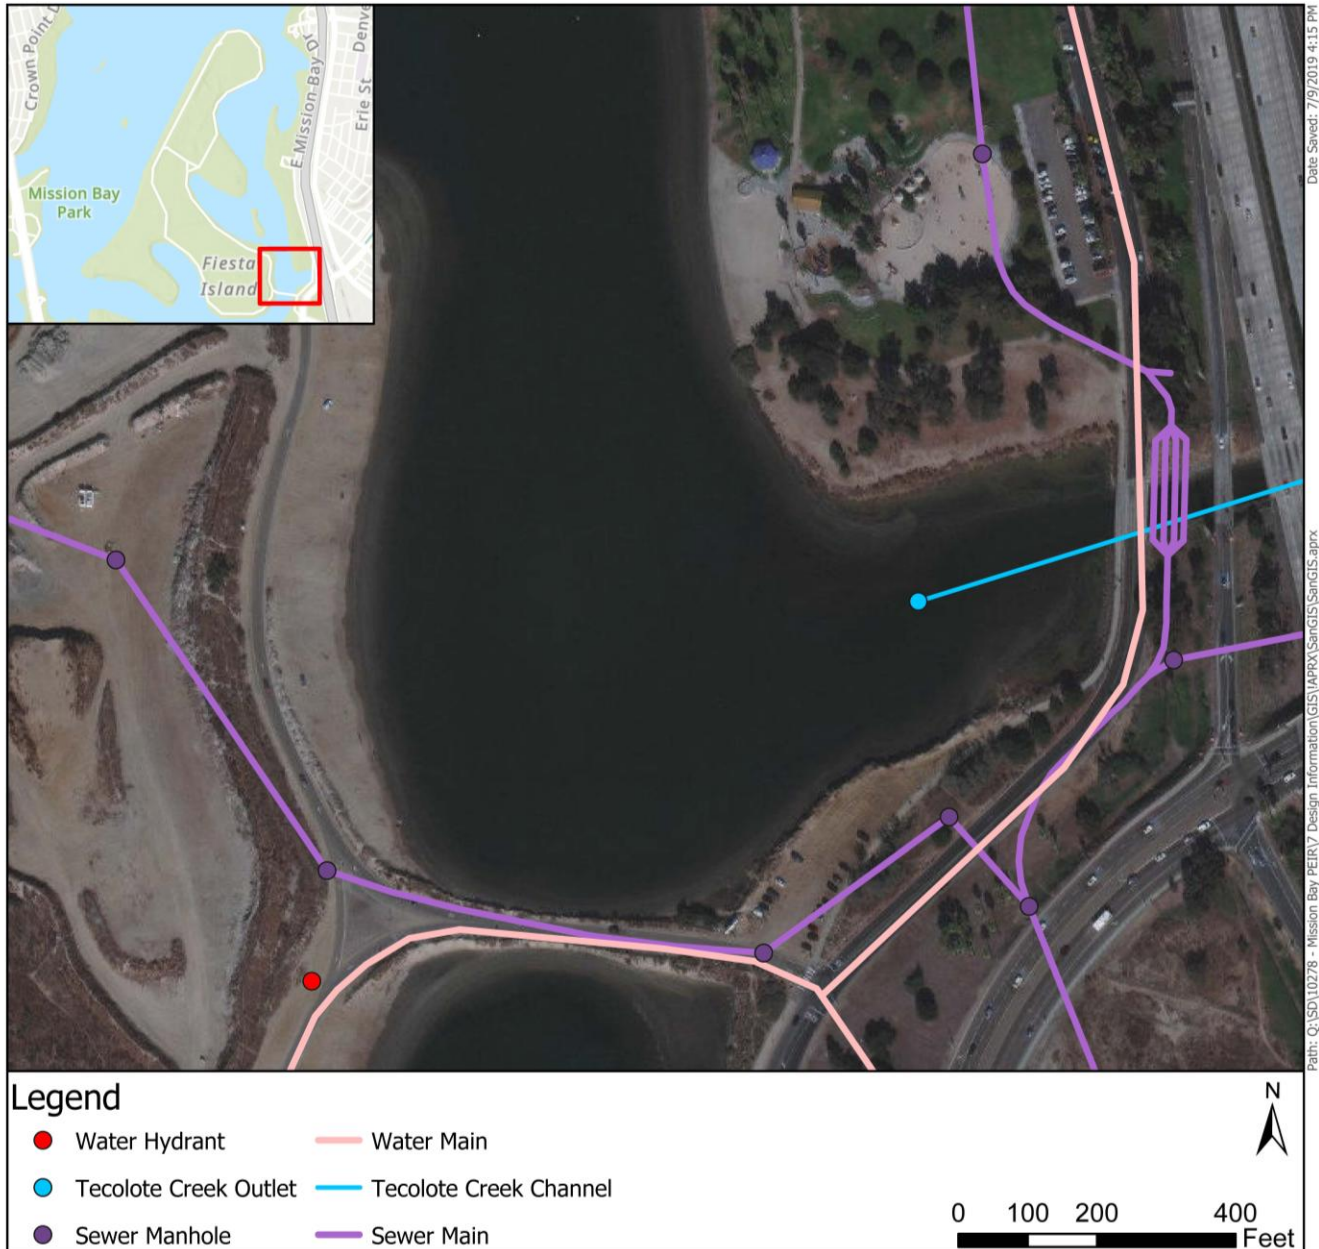 Crown Point D
E Mission Bay Dr
Denve
Erie St
Mission Bay
Park
Fiesta
Island
Date Saved: 7/9/2019 4:15 PM
Path: Q:\SD\10278 - Mission Bay PEIR\7 Design Information\GIS\!APRX\SanGIS\SanGIS.aprx
Legend
Water Hydrant
Water Main
Tecolote Creek Outlet
Tecolote Creek Channel
Sewer Manhole
Sewer Main
N
0 100 200 400
Feet